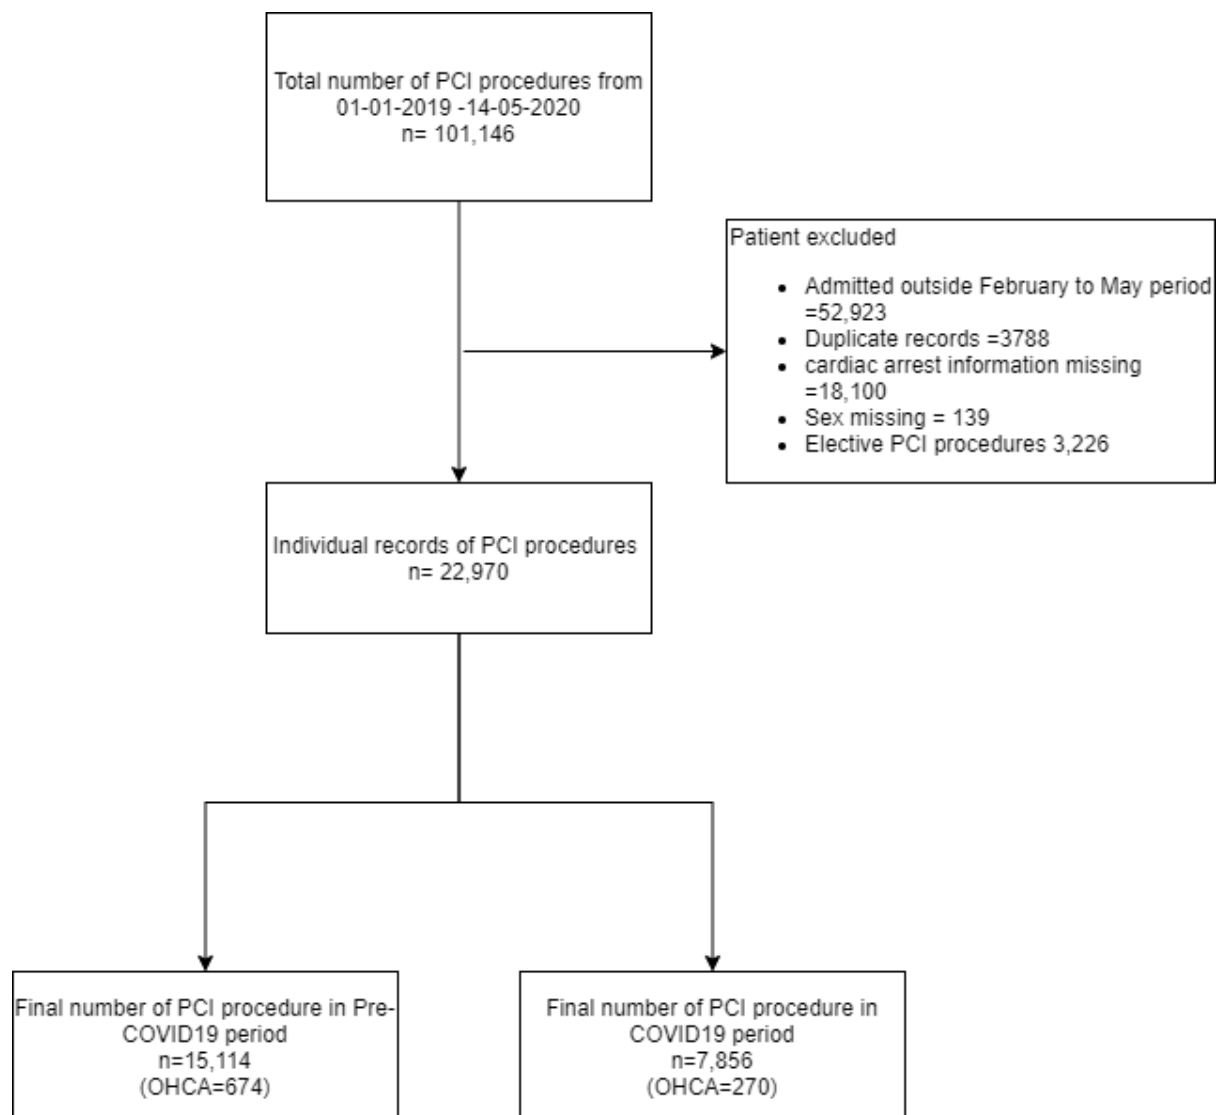 Total number of PCI procedures from
01-01-2019 -14-05-2020
n= 101,146
Patient excluded
• Admitted outside February to May period
=52,923
• Duplicate records =3788
• cardiac arrest information missing
=18,100
• Sex missing = 139
• Elective PCI procedures 3,226
Individual records of PCI procedures
n= 22,970
Final number of PCI procedure in Pre-
COVID19 period
n=15,114
(OHCA=674)
Final number of PCI procedure in
COVID19 period
n=7,856
(OHCA=270)